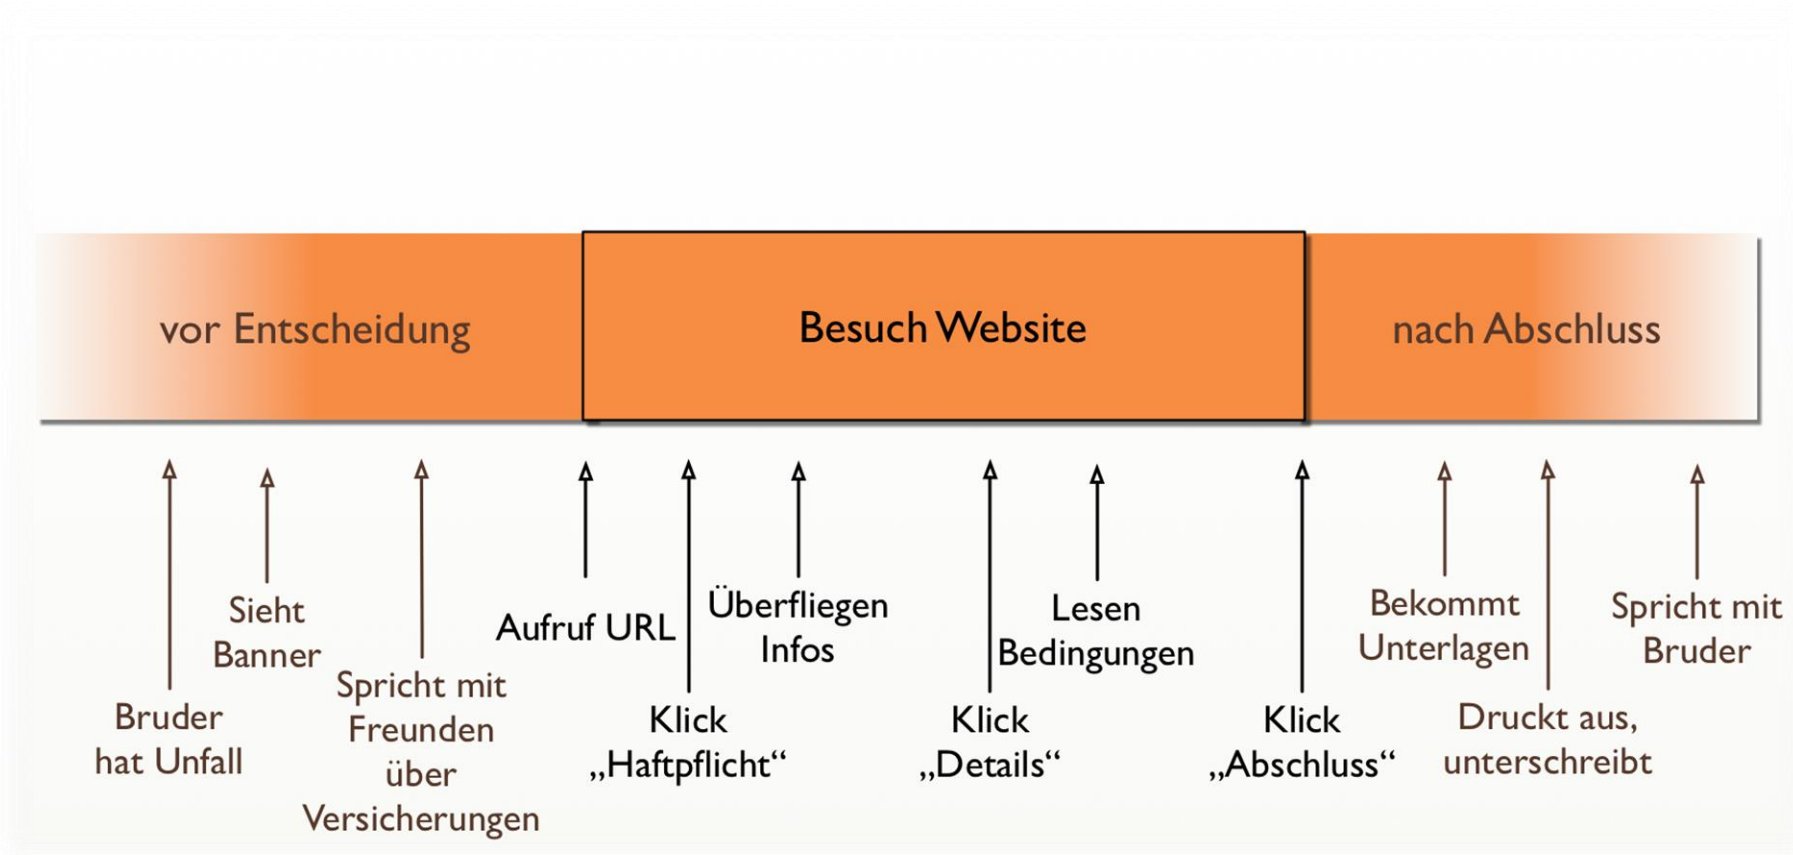 vor Entscheidung
Besuch Website
nach Abschluss
Bruder
hat Unfall
Sieht
Banner
Spricht mit
Freunden
über
Versicherungen
Aufruf URL
Klick
„Haftpflicht“
Überfliegen
Infos
Klick
„Details“
Lesen
Bedingungen
Klick
„Abschluss“
Bekommt
Unterlagen
Druckt aus,
unterschreibt
Spricht mit
Bruder